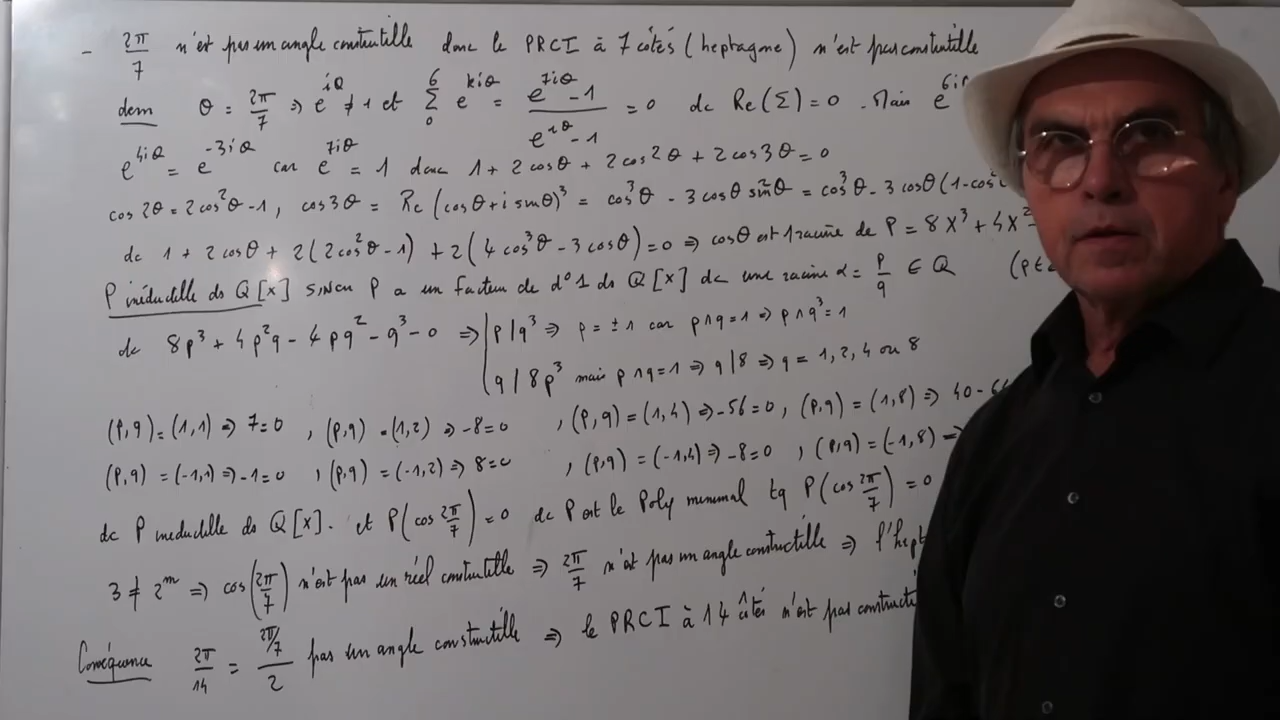 - 2π/7 n'est pas un angle constructible donc le PRCI à 7 côtés (heptagone) n'est pas constructible
dem θ = 2π/7 ⇒ e^{iθ} ≠ 1 et Σ_0^6 e^{kiθ} = (e^{7iθ} - 1)/(e^{iθ} - 1) = 0 dc Re(Σ) = 0. Mais e^{6i
e^{4iθ} = e^{-3iθ} car e^{7iθ} = 1 donc 1 + 2cosθ + 2cos2θ + 2cos3θ = 0
cos2θ = 2cos²θ - 1, cos3θ = Re(cosθ + i sinθ)³ = cos³θ - 3cosθ sin²θ = cos³θ - 3cosθ(1 - cos²
dc 1 + 2cosθ + 2(2cos²θ - 1) + 2(4cos³θ - 3cosθ) = 0 ⇒ cosθ est 1 racine de P = 8X³ + 4X² -
P irréductible ds Q[X] sinon P a un facteur de d°1 ds Q[X] dc une racine α = p/q ∈ Q (p ∈
dc 8p³ + 4p²q - 4pq² - q³ = 0 ⇒ | p | q³ ⇒ p = ±1 car p∧q = 1 ⇒ p∧q³ = 1
q | 8p³ mais p∧q = 1 ⇒ q | 8 ⇒ q = 1, 2, 4 ou 8
(p,q) = (1,1) ⇒ 7 = 0, (p,q) = (1,2) ⇒ -8 = 0, (p,q) = (1,4) ⇒ -56 = 0, (p,q) = (1,8) ⇒ 40 -
(p,q) = (-1,1) ⇒ -1 = 0, (p,q) = (-1,2) ⇒ 8 = 0, (p,q) = (-1,4) ⇒ -8 = 0, (p,q) = (-1,8) ⇒
dc P irréductible ds Q[X]. et P(cos 2π/7) = 0 dc P est le Poly minimal tq P(cos 2π/7) = 0
3 ≠ 2^m ⇒ cos(2π/7) n'est pas un réel constructible ⇒ 2π/7 n'est pas un angle constructible ⇒ l'hept
Conséquence 2π/14 = (2π/7)/2 pas un angle constructible ⇒ le PRCI à 14 côtés n'est pas constructi